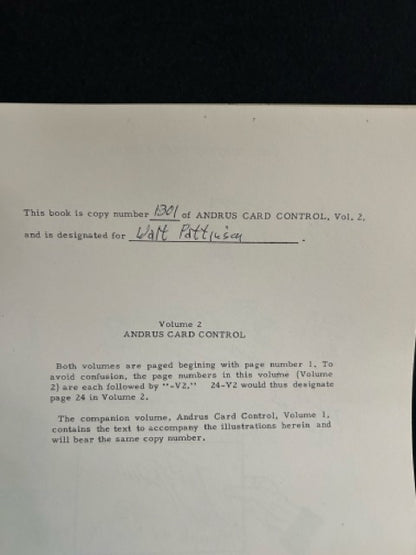 This book is copy number 1301 of ANDRUS CARD CONTROL, Vol. 2,
and is designated for Walt Pattinson.
Volume 2
ANDRUS CARD CONTROL
Both volumes are paged begining with page number 1. To
avoid confusion, the page numbers in this volume (Volume
2) are each followed by "-V2." 24-V2 would thus designate
page 24 in Volume 2.
The companion volume, Andrus Card Control, Volume 1,
contains the text to accompany the illustrations herein and
will bear the same copy number.